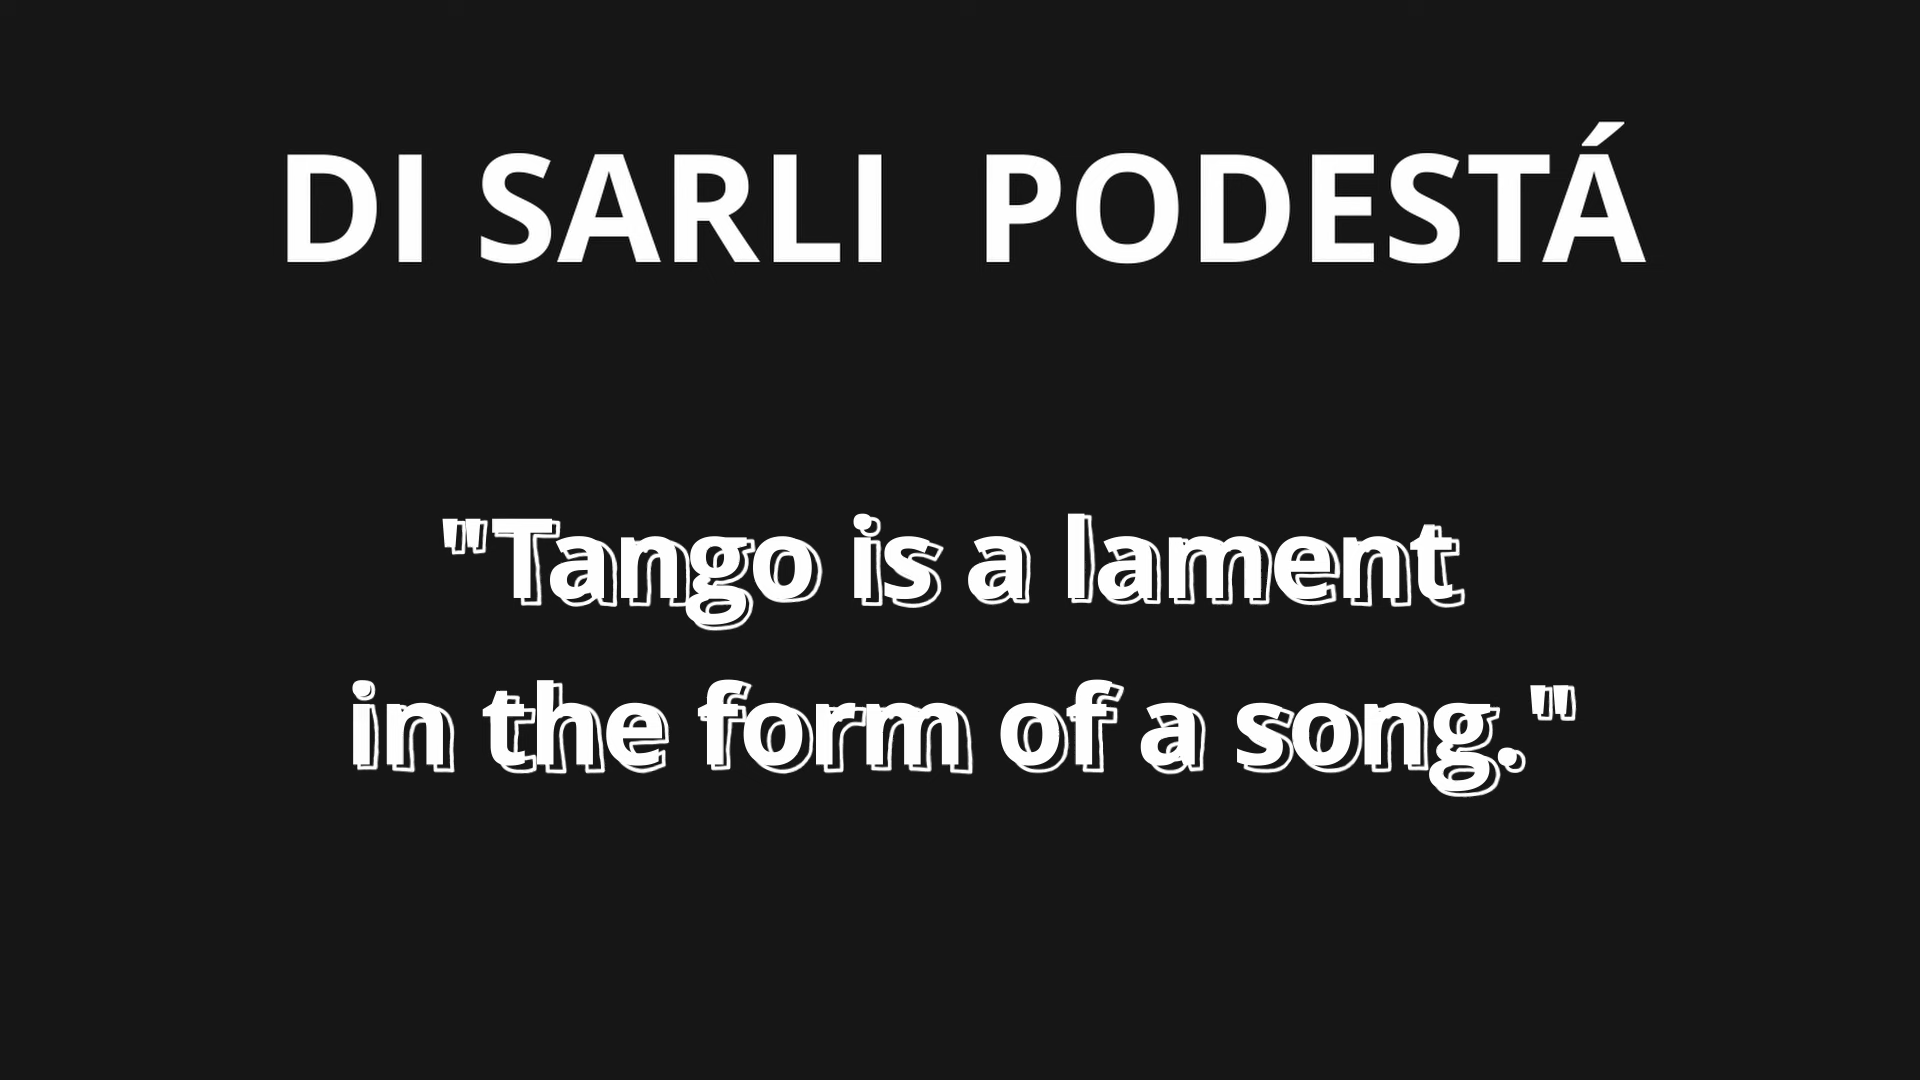 DI SARLI  PODESTÁ
"Tango is a lament
in the form of a song."